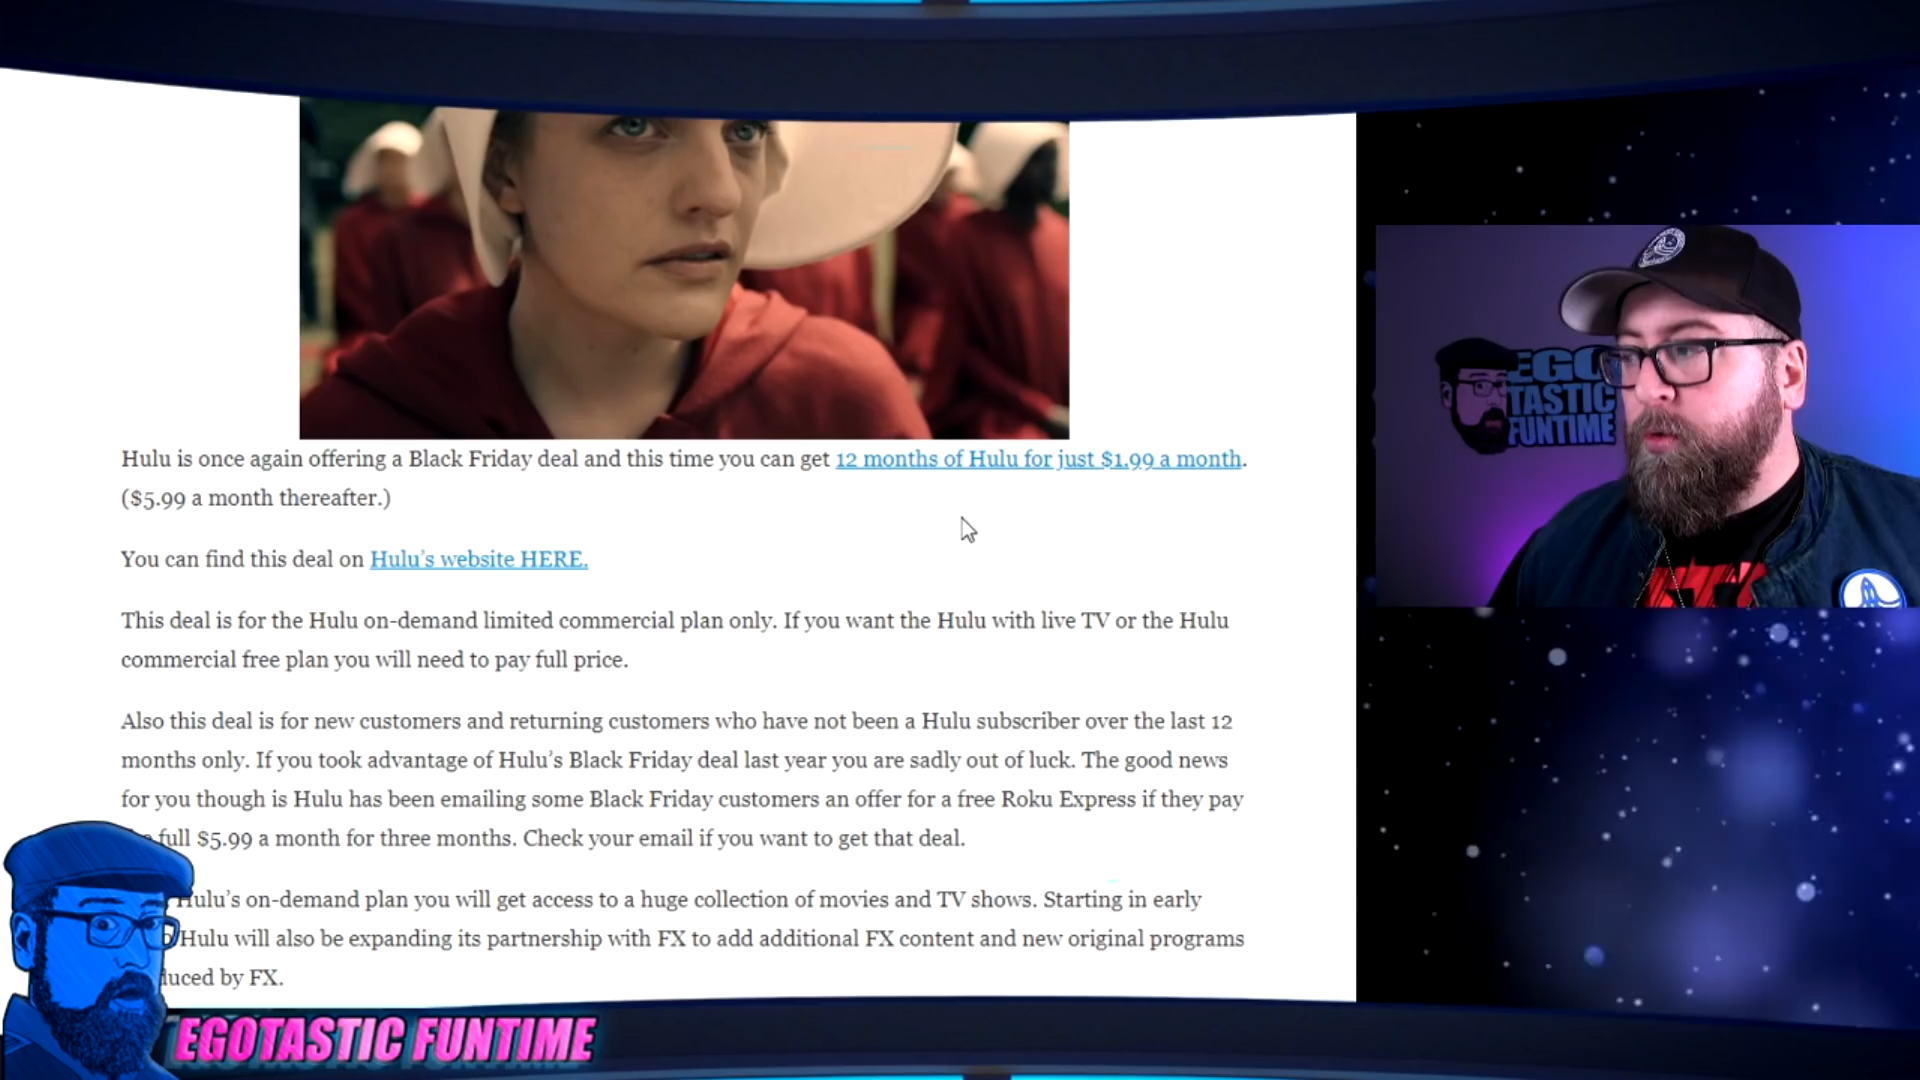 Hulu is once again offering a Black Friday deal and this time you can get 12 months of Hulu for just $1.99 a month.
($5.99 a month thereafter.)
You can find this deal on Hulu's website HERE.
This deal is for the Hulu on-demand limited commercial plan only. If you want the Hulu with live TV or the Hulu
commercial free plan you will need to pay full price.
Also this deal is for new customers and returning customers who have not been a Hulu subscriber over the last 12
months only. If you took advantage of Hulu's Black Friday deal last year you are sadly out of luck. The good news
for you though is Hulu has been emailing some Black Friday customers an offer for a free Roku Express if they pay
full $5.99 a month for three months. Check your email if you want to get that deal.
Hulu's on-demand plan you will get access to a huge collection of movies and TV shows. Starting in early
Hulu will also be expanding its partnership with FX to add additional FX content and new original programs
duced by FX.
EGO
TASTIC
FUNTIME
EGOTASTIC FUNTIME